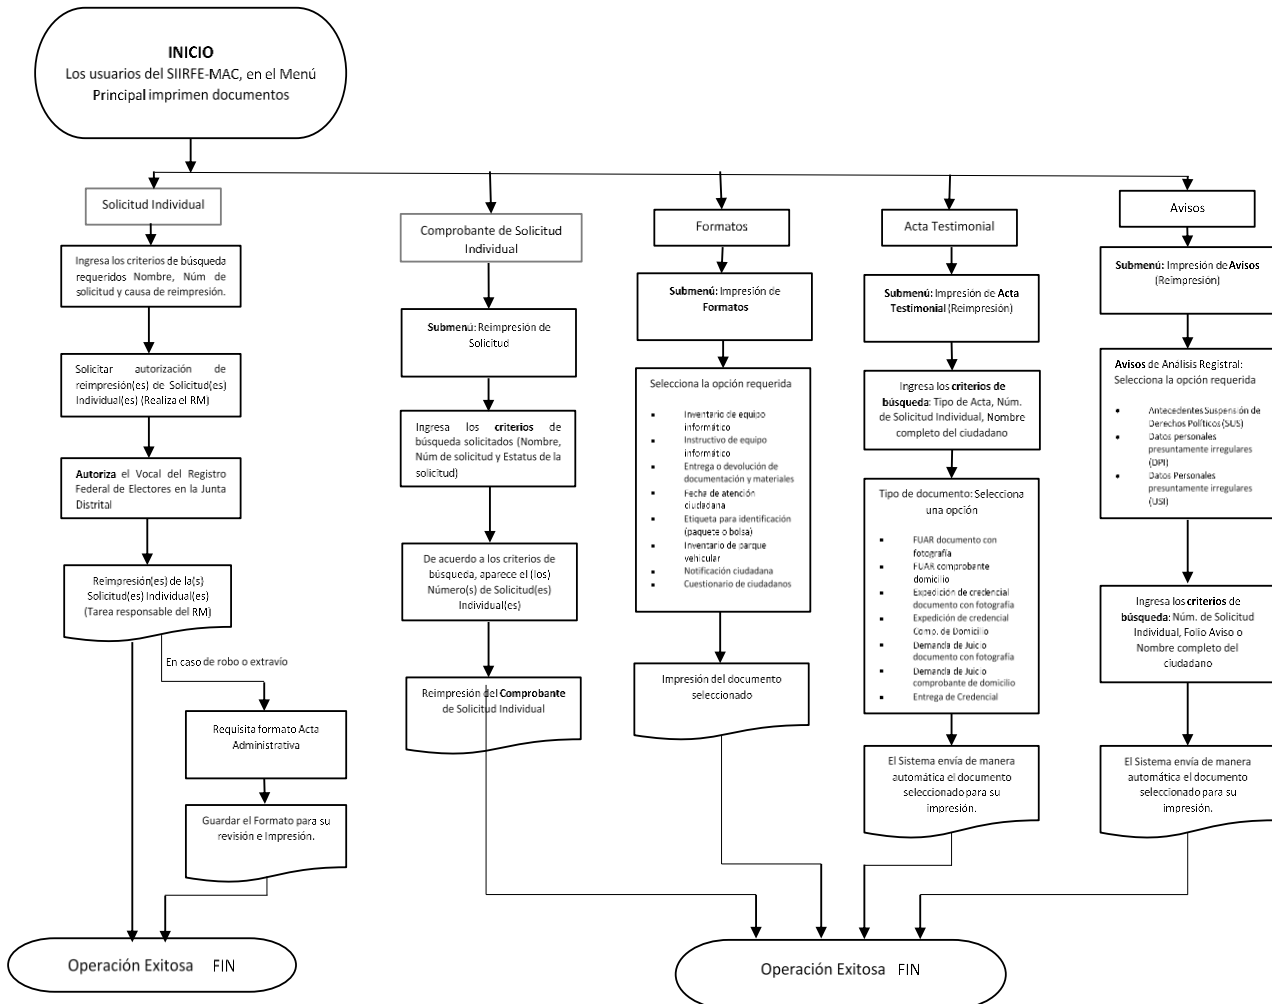 INICIO
Los usuarios del SIIRFE-MAC, en el Menú
Principal imprimen documentos
Solicitud Individual
Ingresa los criterios de búsqueda
requeridos Nombre, Núm de
solicitud y causa de reimpresión.
Solicitar autorización de
reimpresión(es) de Solicitud(es)
Individual(es) (Realiza el RM)
Autoriza el Vocal del Registro
Federal de Electores en la Junta
Distrital
Reimpresión(es) de la(s)
Solicitud(es) Individual(es)
(Tarea responsable del RM)
En caso de robo o extravío
Requisita formato Acta
Administrativa
Guardar el Formato para su
revisión e Impresión.
Operación Exitosa FIN
Comprobante de Solicitud
Individual
Submenú: Reimpresión de
Solicitud
Ingresa los criterios de
búsqueda solicitados (Nombre,
Núm de solicitud y Estatus de la
solicitud)
De acuerdo a los criterios de
búsqueda, aparece el (los)
Número(s) de Solicitud(es)
Individual(es)
Reimpresión del Comprobante
de Solicitud Individual
Formatos
Submenú: Impresión de
Formatos
Selecciona la opción requerida
▪ Inventario de equipo
informático
▪ Instructivo de equipo
informático
▪ Entrega o devolución de
documentación y materiales
▪ Fecha de atención
ciudadana
▪ Etiqueta para identificación
(paquete o bolsa)
▪ Inventario de parque
vehicular
▪ Notificación ciudadana
▪ Cuestionario de ciudadanos
Impresión del documento
seleccionado
Acta Testimonial
Submenú: Impresión de Acta
Testimonial (Reimpresión)
Ingresa los criterios de
búsqueda: Tipo de Acta, Núm.
de Solicitud Individual, Nombre
completo del ciudadano
Tipo de documento: Selecciona
una opción
▪ FUAR documento con
fotografía
▪ FUAR comprobante
domicilio
▪ Expedición de credencial
documento con fotografía
▪ Expedición de credencial
Comp. de Domicilio
▪ Demanda de Juicio
documento con fotografía
▪ Demanda de Juicio
comprobante de domicilio
▪ Entrega de Credencial
El Sistema envía de manera
automática el documento
seleccionado para su
impresión.
Avisos
Submenú: Impresión de Avisos
(Reimpresión)
Avisos de Análisis Registral:
Selecciona la opción requerida
• Antecedentes Suspensión de
Derechos Políticos (SUS)
• Datos personales
presuntamente irregulares
(DPI)
• Datos Personales
presuntamente irregulares
(USI)
Ingresa los criterios de
búsqueda: Núm. de Solicitud
Individual, Folio Aviso o
Nombre completo del
ciudadano
El Sistema envía de manera
automática el documento
seleccionado para su
impresión.
Operación Exitosa FIN